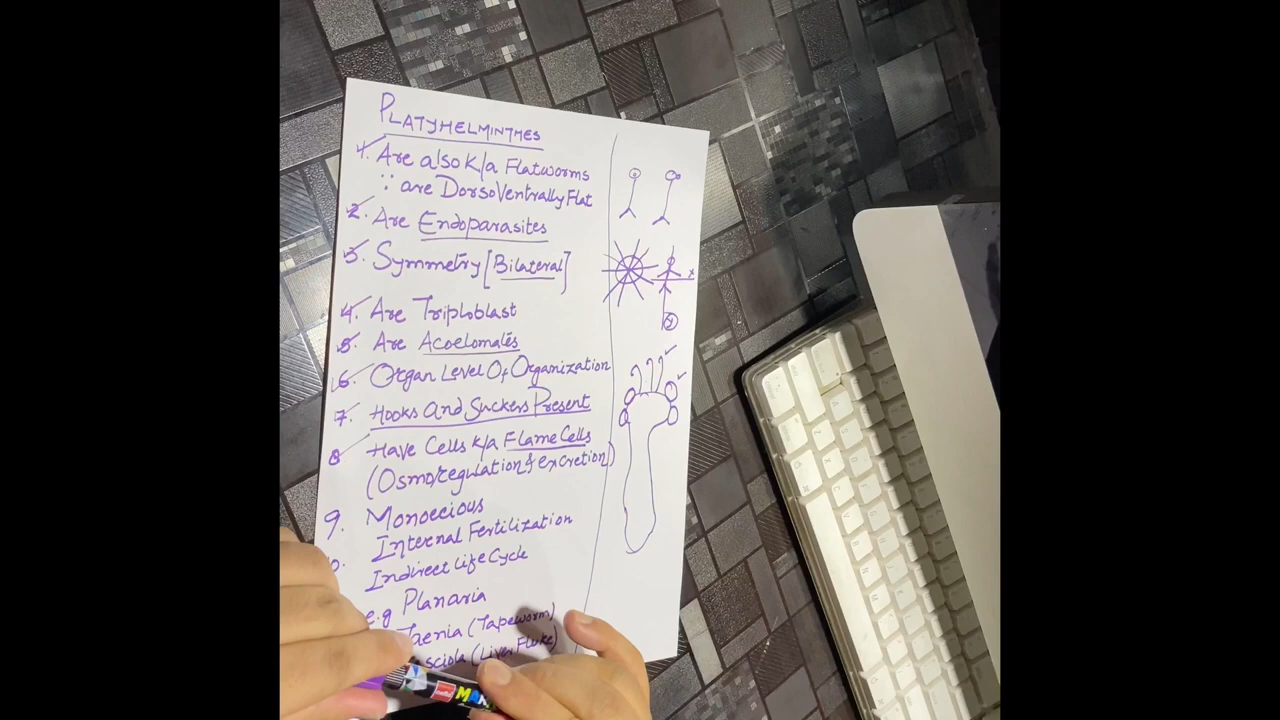 PLATYHELMINTHES
1. Are also k/a Flatworms
∵ are DorsoVentrally Flat
2. Are Endoparasites
3. Symmetry [Bilateral]
4. Are Triploblast
5. Are Acoelomates
6. Organ Level Of Organization
7. Hooks And Suckers Present
8. Have Cells k/a Flame Cells
(Osmoregulation & excretion)
9. Monoecious
Internal Fertilization
Indirect life Cycle
e.g Planaria
Taenia (Tapeworm)
sciola (Liver Fluke)
x
y